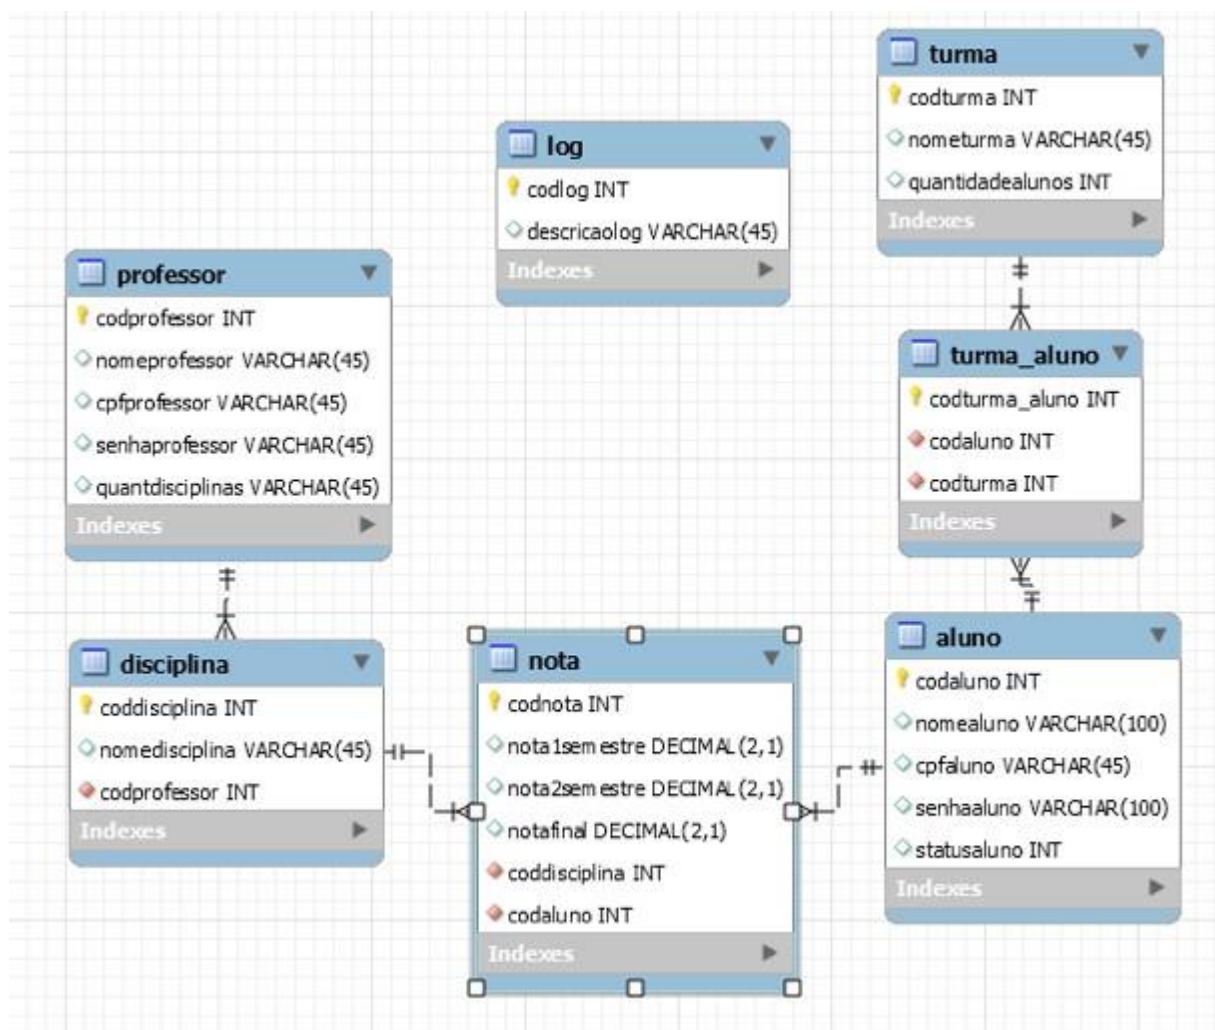 turma
codturma INT
nometurma VARCHAR(45)
quantidadealunos INT
Indexes
log
codlog INT
descricaolog VARCHAR(45)
Indexes
professor
codprofessor INT
nomeprofessor VARCHAR(45)
cpfprofessor VARCHAR(45)
senhaprofessor VARCHAR(45)
quantdisciplinas VARCHAR(45)
Indexes
turma_aluno
codturma_aluno INT
codaluno INT
codturma INT
Indexes
disciplina
coddisciplina INT
nomedisciplina VARCHAR(45)
codprofessor INT
Indexes
nota
codnota INT
nota1semestre DECIMAL(2,1)
nota2semestre DECIMAL(2,1)
notafinal DECIMAL(2,1)
coddisciplina INT
codaluno INT
Indexes
aluno
codaluno INT
nomealuno VARCHAR(100)
cpfaluno VARCHAR(45)
senhaaluno VARCHAR(100)
statusaluno INT
Indexes